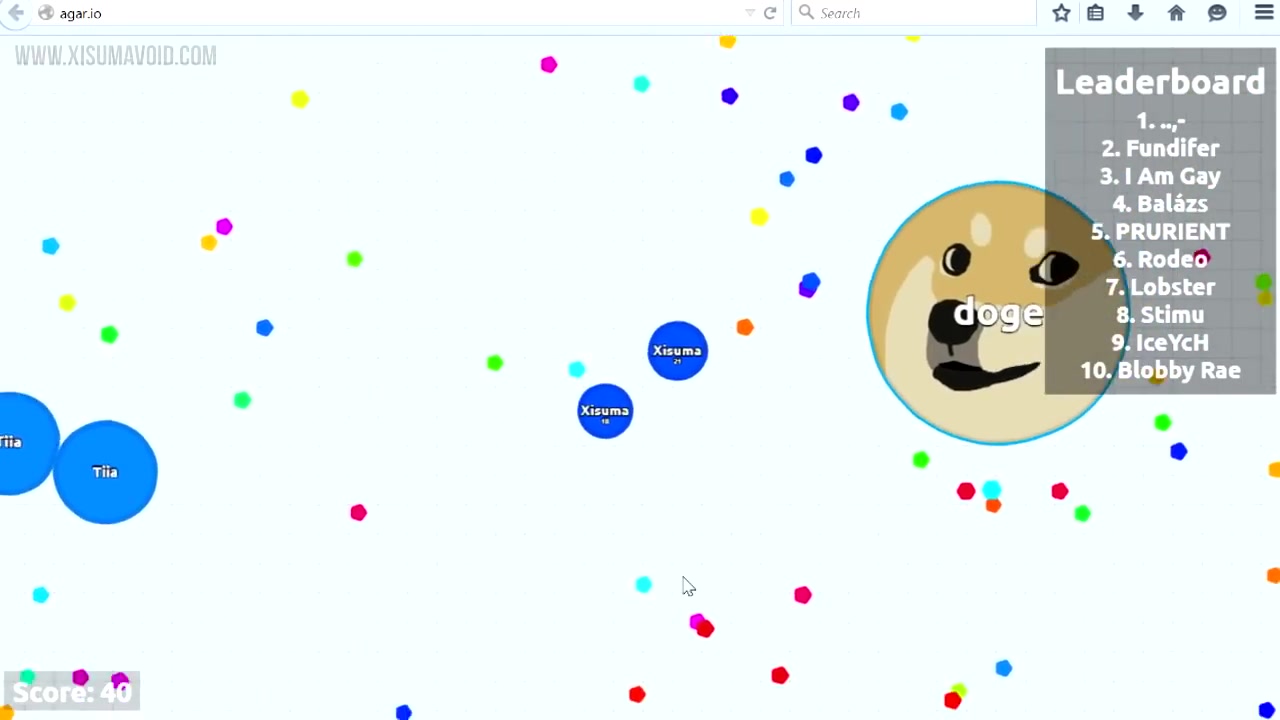 agar.io
Search
WWW.XISUMAVOID.COM
Leaderboard
1. ..,-
2. Fundifer
3. I Am Gay
4. Balázs
5. PRURIENT
6. Rodeo
7. Lobster
8. Stimu
9. IceYcH
10. Blobby Rae
doge
Xisuma
21
Xisuma
18
Tiia
Tiia
Score: 40